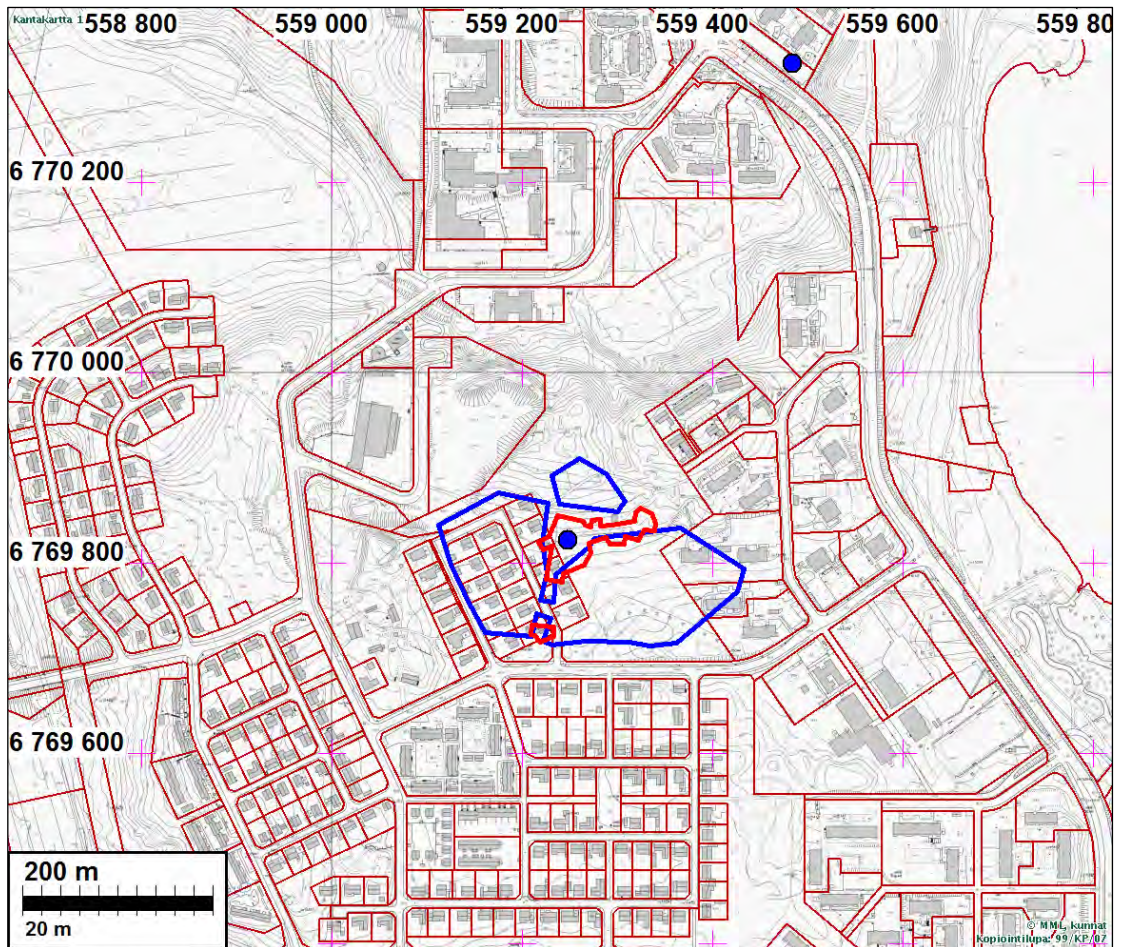 Kantakartta 1
558 800
559 000
559 200
559 400
559 600
559 80
6 770 200
6 770 000
6 769 800
6 769 600
200 m
20 m
© MML, kunnat
Kopiointilupa: 99/KP/07